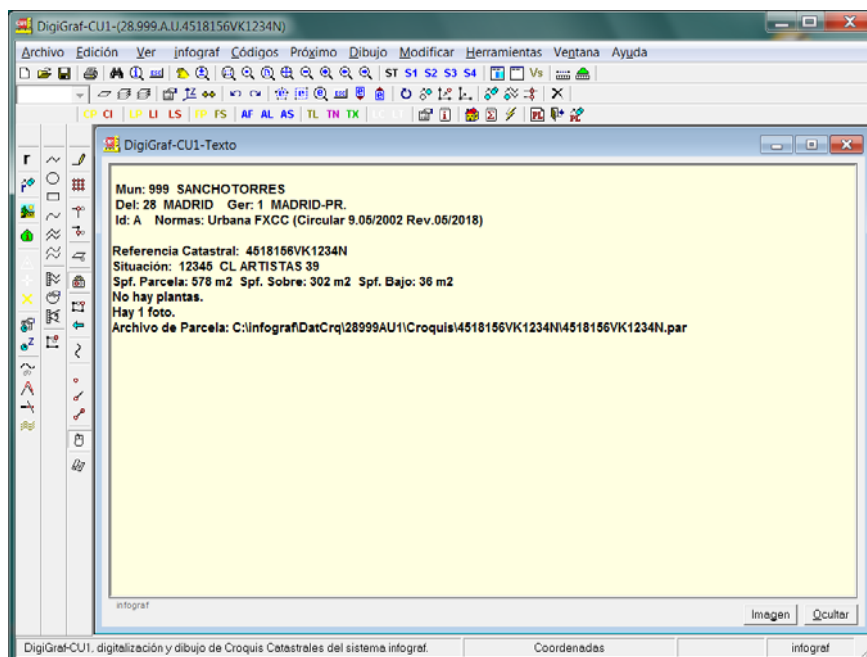 DigiGraf-CU1-(28.999.A.U.4518156VK1234N)
Archivo Edición Ver infograf Códigos Próximo Dibujo Modificar Herramientas Ventana Ayuda
ST S1 S2 S3 S4 Vs
CP CI LP LI LS FP FS AF AL AS TL TN TX
DigiGraf-CU1-Texto
Mun: 999 SANCHOTORRES
Del: 28 MADRID Ger: 1 MADRID-PR.
Id: A Normas: Urbana FXCC (Circular 9.05/2002 Rev.05/2018)
Referencia Catastral: 4518156VK1234N
Situación: 12345 CL ARTISTAS 39
Spf. Parcela: 578 m2 Spf. Sobre: 302 m2 Spf. Bajo: 36 m2
No hay plantas.
Hay 1 foto.
Archivo de Parcela: C:\infograf\DatCrq\28999AU1\Croquis\4518156VK1234N\4518156VK1234N.par
infograf
Imagen Ocultar
DigiGraf-CU1, digitalización y dibujo de Croquis Catastrales del sistema infograf. Coordenadas infograf